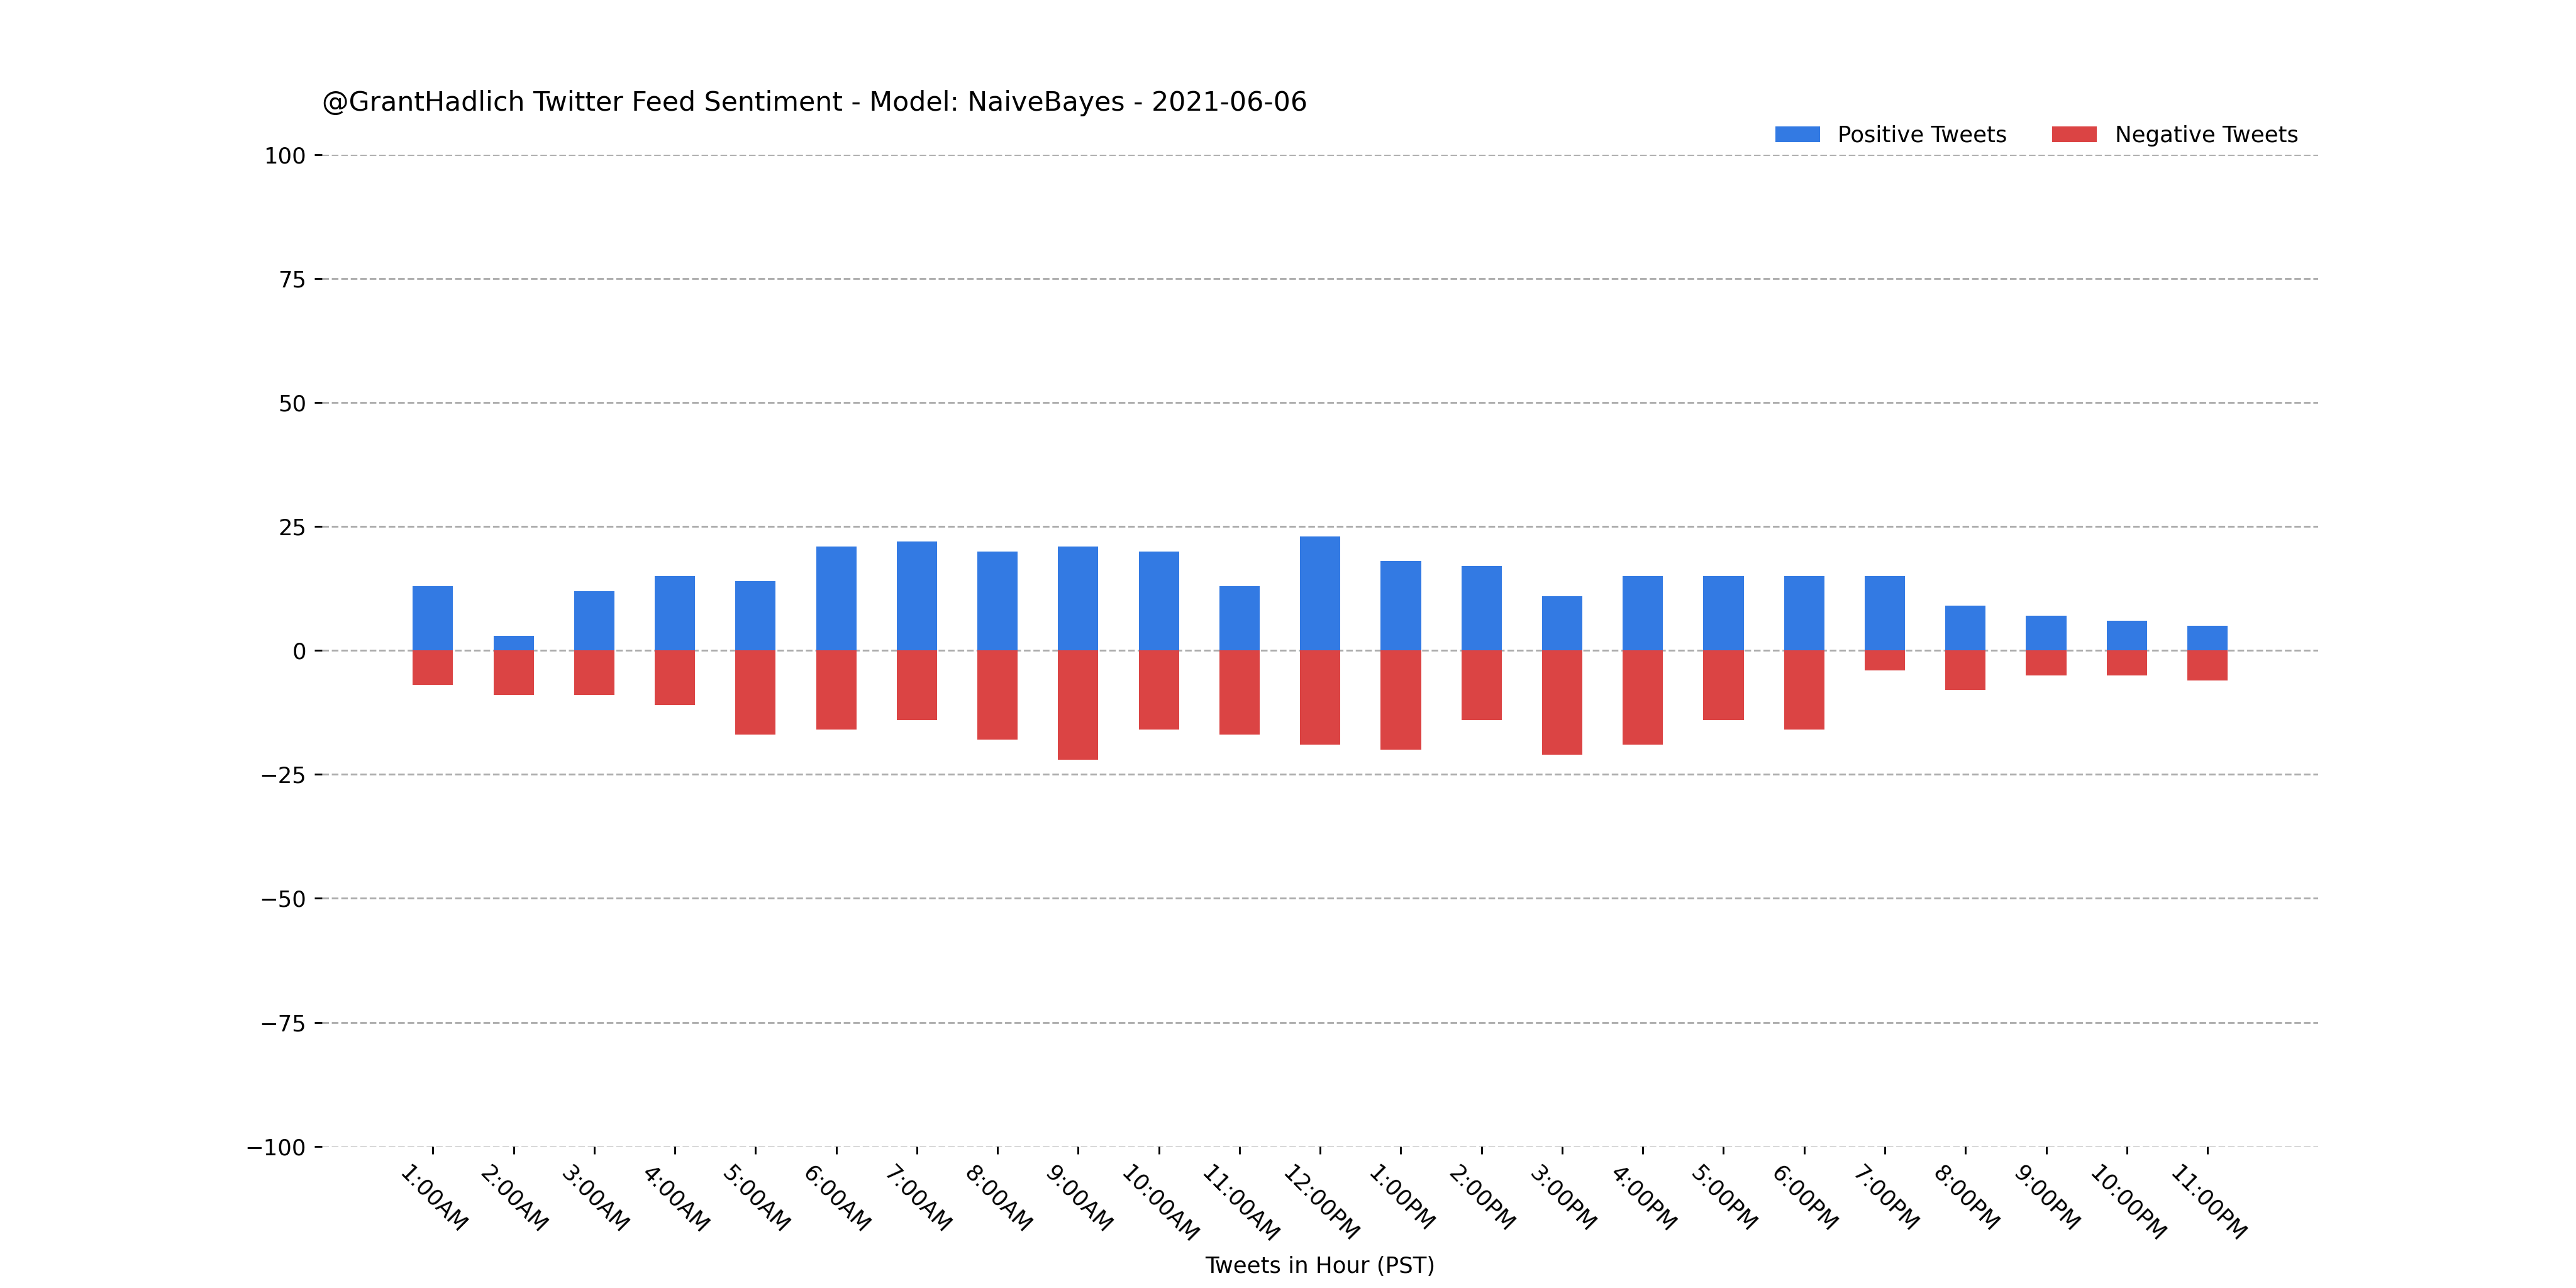 @GrantHadlich Twitter Feed Sentiment - Model: NaiveBayes - 2021-06-06
Positive Tweets
Negative Tweets
100
75
50
25
0
−25
−50
−75
−100
1:00AM
2:00AM
3:00AM
4:00AM
5:00AM
6:00AM
7:00AM
8:00AM
9:00AM
10:00AM
11:00AM
12:00PM
1:00PM
2:00PM
3:00PM
4:00PM
5:00PM
6:00PM
7:00PM
8:00PM
9:00PM
10:00PM
11:00PM
Tweets in Hour (PST)